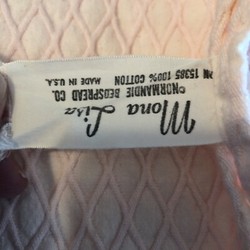 Mona Lisa
©NORMANDIE BEDSPREAD CO.
RN 15385 100% COTTON MADE IN U.S.A.